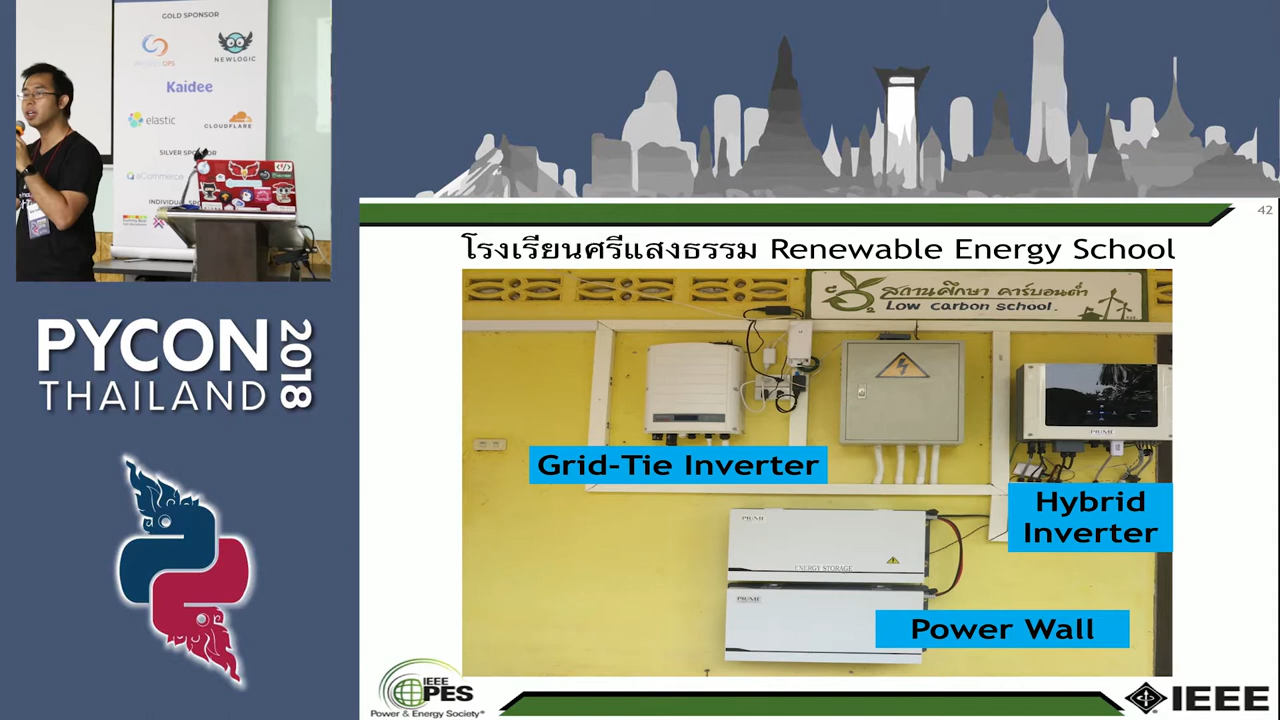 GOLD SPONSOR
NEWLOGIC
Kaidee
elastic
CLOUDFLARE
SILVER SPONSOR
aCommerce
PYCON
THAILAND
2018
42
โรงเรียนศรีแสงธรรม Renewable Energy School
สถานศึกษา คาร์บอนต่ำ
Low carbon school.
Grid-Tie Inverter
Hybrid
Inverter
ENERGY STORAGE
Power Wall
IEEE
PES
Power & Energy Society®
IEEE